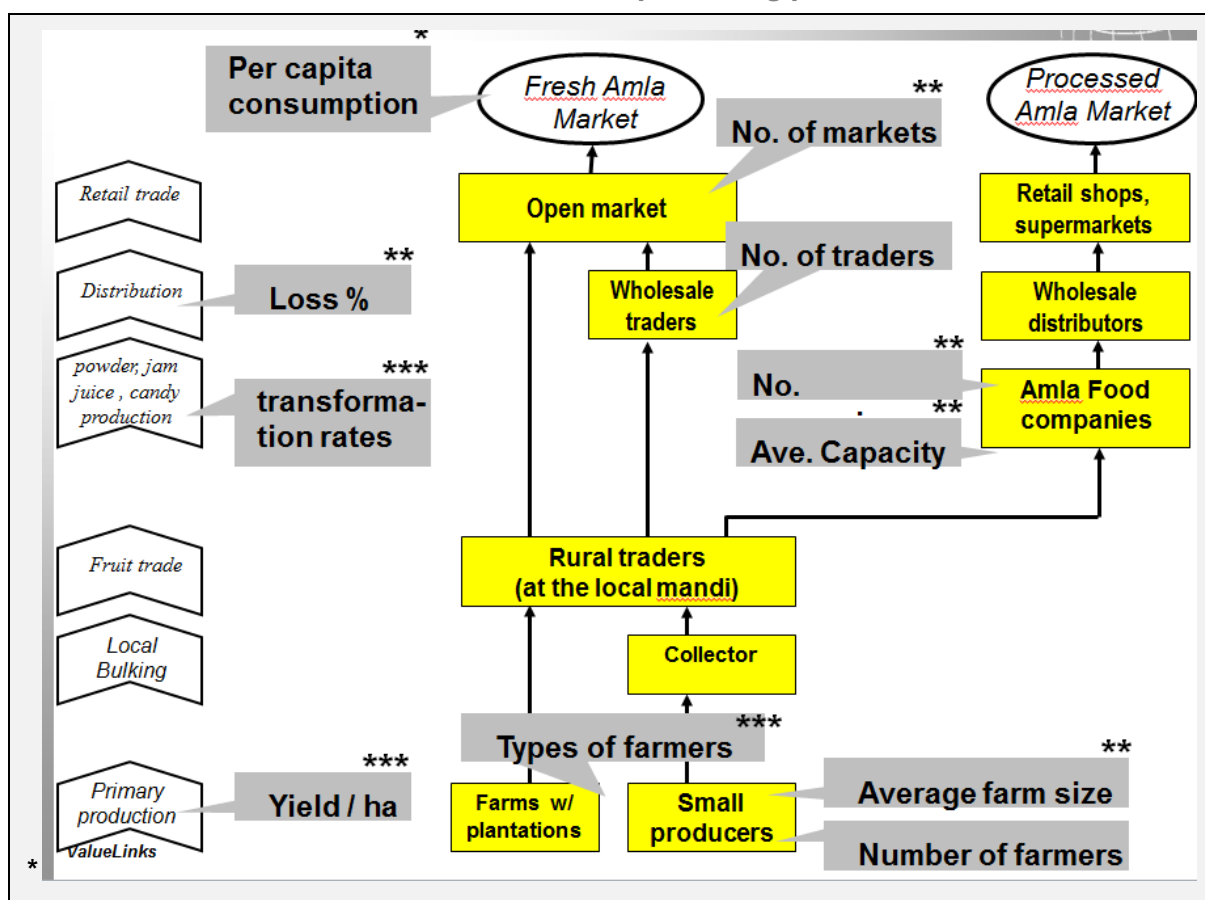 *
Per capita
consumption
Fresh Amla
Market
**
No. of markets
Processed
Amla Market
Retail trade
Open market
Retail shops,
supermarkets
Distribution
**
Loss %
No. of traders
Wholesale
traders
Wholesale
distributors
powder, jam
juice , candy
production
***
transforma-
tion rates
**
No.
.
**
Ave. Capacity
Amla Food
companies
Fruit trade
Rural traders
(at the local mandi)
Local
Bulking
Collector
***
Types of farmers
Primary
production
***
Yield / ha
Farms w/
plantations
Small
producers
**
Average farm size
Number of farmers
ValueLinks
*